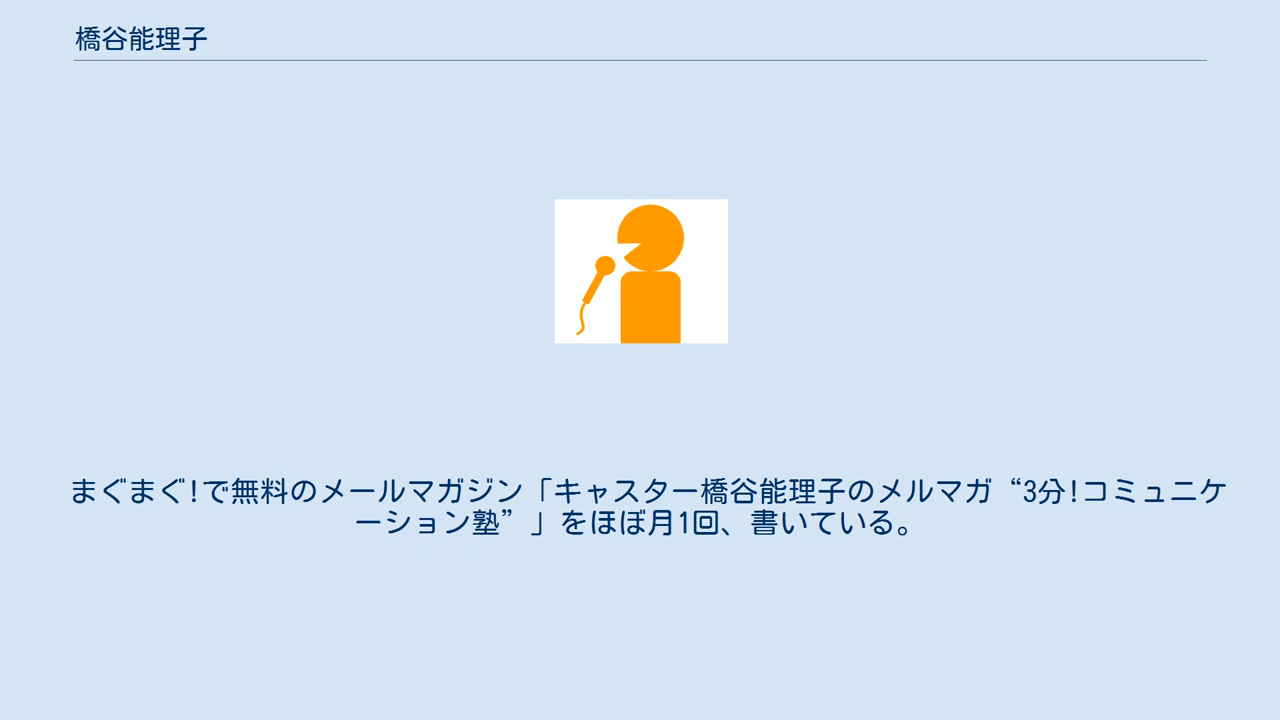 橋谷能理子
まぐまぐ!で無料のメールマガジン「キャスター橋谷能理子のメルマガ“3分!コミュニケ
ーション塾”」をほぼ月1回、書いている。